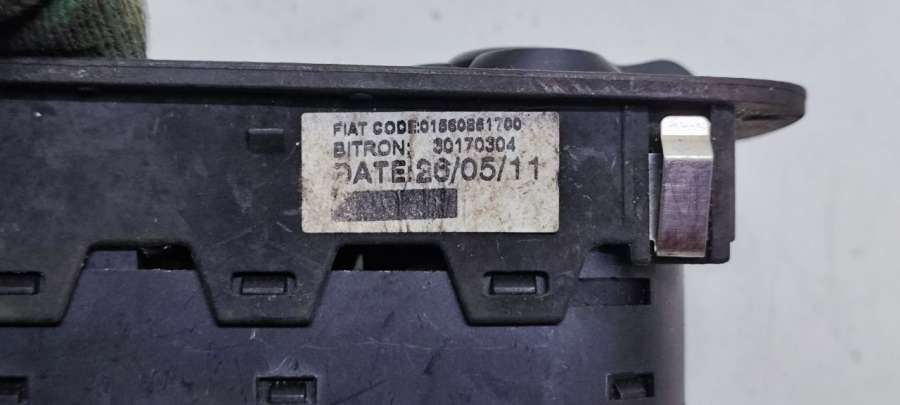 FIAT CODE:01560861700
BITRON: 30170304
DATE:26/05/11